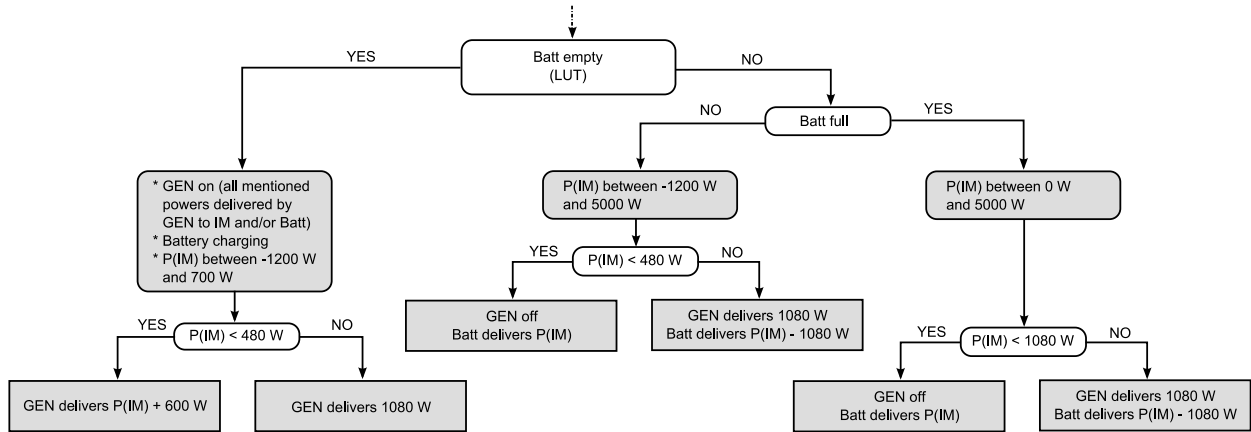 Batt empty
(LUT)
YES
NO
Batt full
NO
YES
* GEN on (all mentioned
powers delivered by
GEN to IM and/or Batt)
* Battery charging
* P(IM) between -1200 W
and 700 W
P(IM) between -1200 W
and 5000 W
P(IM) between 0 W
and 5000 W
YES
P(IM) < 480 W
NO
GEN off
Batt delivers P(IM)
GEN delivers 1080 W
Batt delivers P(IM) - 1080 W
YES
P(IM) < 480 W
NO
YES
P(IM) < 1080 W
NO
GEN delivers P(IM) + 600 W
GEN delivers 1080 W
GEN off
Batt delivers P(IM)
GEN delivers 1080 W
Batt delivers P(IM) - 1080 W